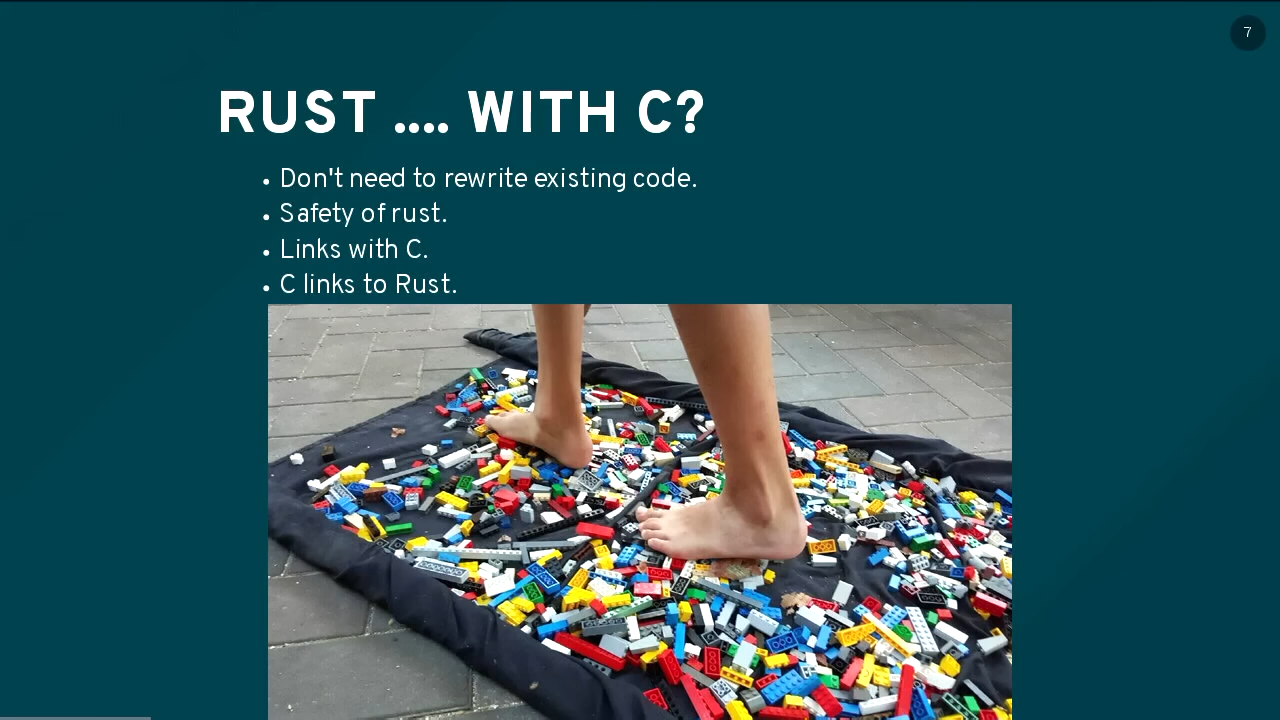 7
RUST .... WITH C?
Don't need to rewrite existing code.
Safety of rust.
Links with C.
C links to Rust.